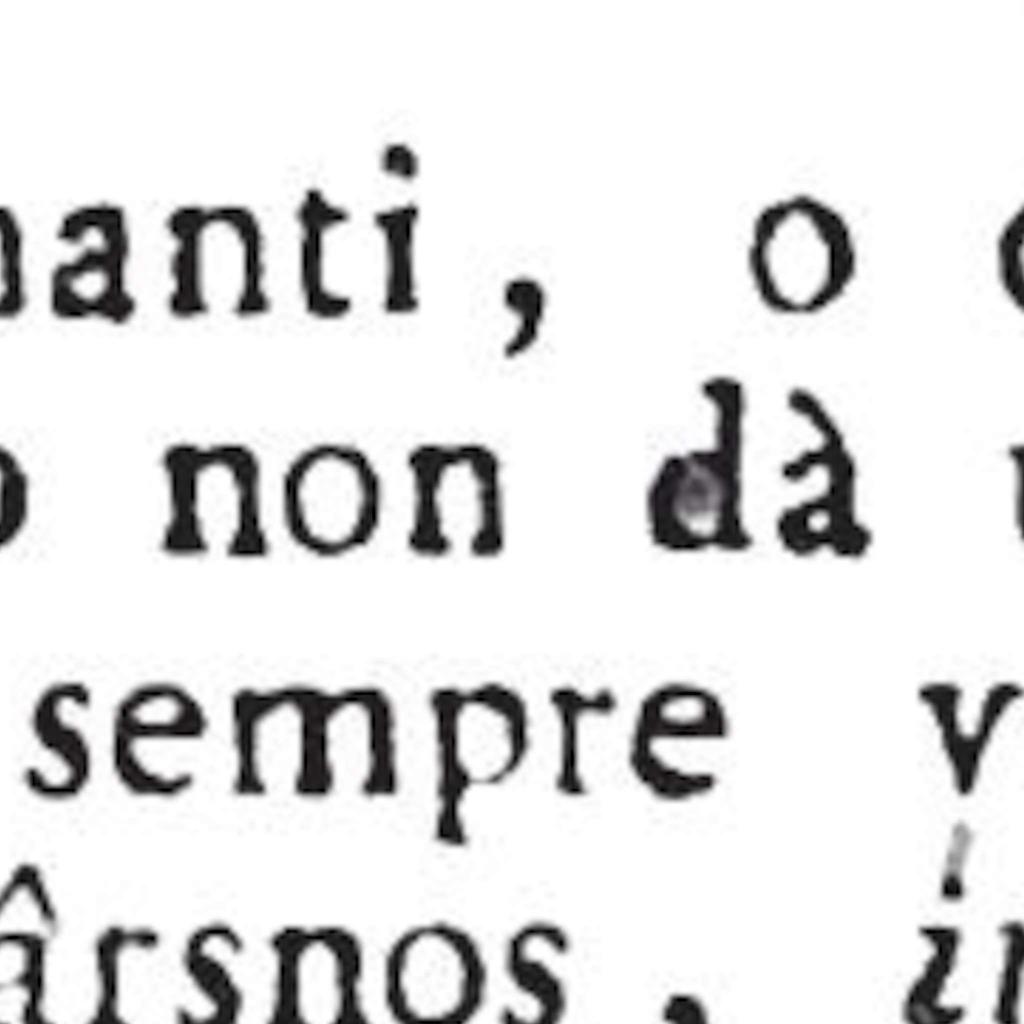 anti, o
non dà
sempre
ârsnos,